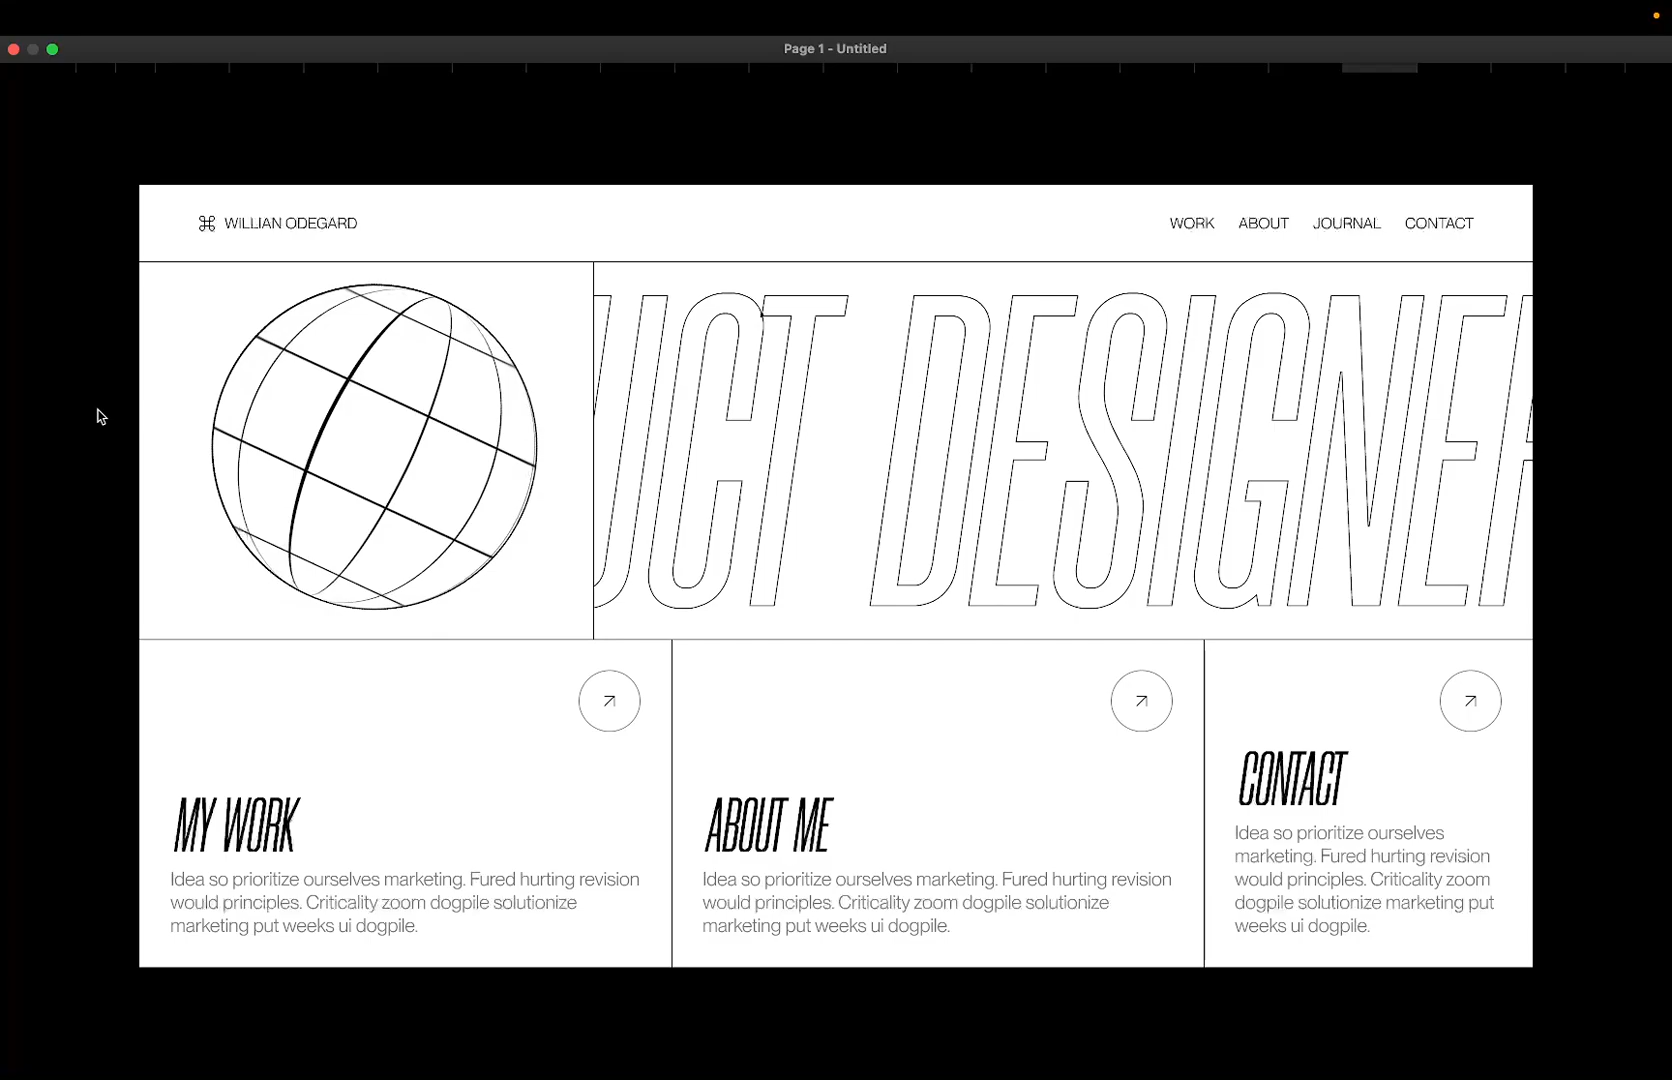 Page 1 - Untitled
⌘ WILLIAN ODEGARD
WORK ABOUT JOURNAL CONTACT
UCT DESIGNER
MY WORK
Idea so prioritize ourselves marketing. Fured hurting revision
would principles. Criticality zoom dogpile solutionize
marketing put weeks ui dogpile.
ABOUT ME
Idea so prioritize ourselves marketing. Fured hurting revision
would principles. Criticality zoom dogpile solutionize
marketing put weeks ui dogpile.
CONTACT
Idea so prioritize ourselves
marketing. Fured hurting revision
would principles. Criticality zoom
dogpile solutionize marketing put
weeks ui dogpile.